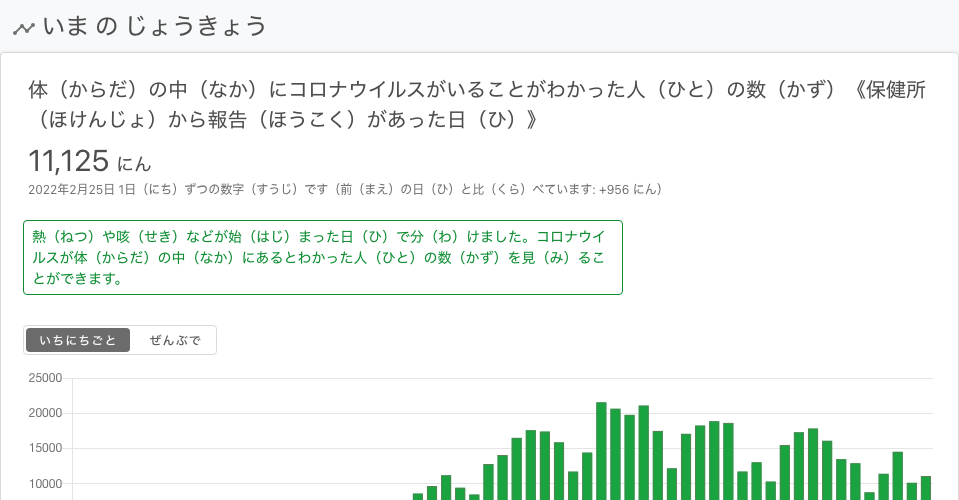 いま の じょうきょう
体（からだ）の中（なか）にコロナウイルスがいることがわかった人（ひと）の数（かず）《保健所
（ほけんじょ）から報告（ほうこく）があった日（ひ）》
11,125 にん
2022年2月25日 1日（にち）ずつの数字（すうじ）です（前（まえ）の日（ひ）と比（くら）べています: +956 にん）
熱（ねつ）や咳（せき）などが始（はじ）まった日（ひ）で分（わ）けました。コロナウイ
ルスが体（からだ）の中（なか）にあるとわかった人（ひと）の数（かず）を見（み）るこ
とができます。
いちにちごと ぜんぶで
25000
20000
15000
10000